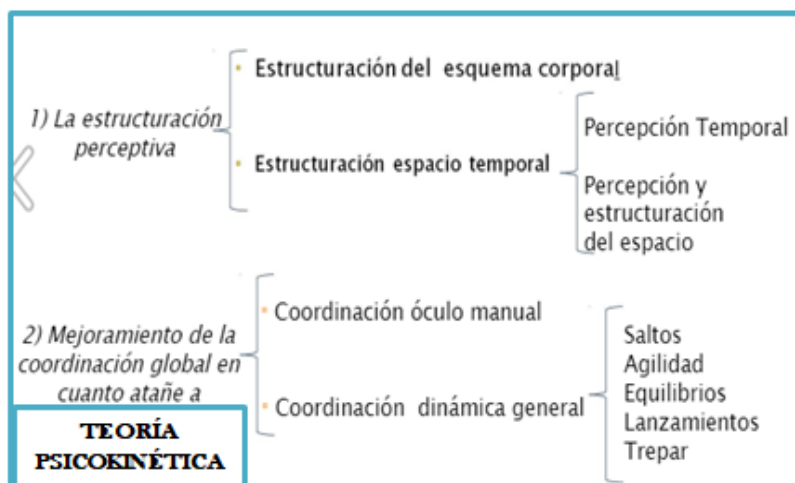 1) La estructuración
perceptiva
• Estructuración del esquema corporal
• Estructuración espacio temporal
Percepción Temporal
Percepción y
estructuración
del espacio
2) Mejoramiento de la
coordinación global en
cuanto atañe a
• Coordinación óculo manual
• Coordinación dinámica general
Saltos
Agilidad
Equilibrios
Lanzamientos
Trepar
TEORÍA
PSICOKINÉTICA